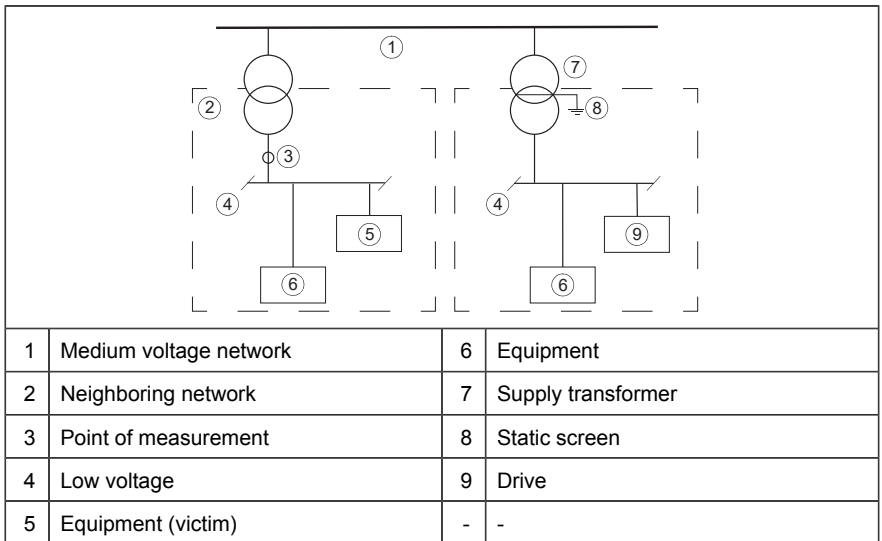 ①
⑦
②
⑧
③
④
④
⑤
⑨
⑥
⑥
1 Medium voltage network 6 Equipment
2 Neighboring network 7 Supply transformer
3 Point of measurement 8 Static screen
4 Low voltage 9 Drive
5 Equipment (victim) - -